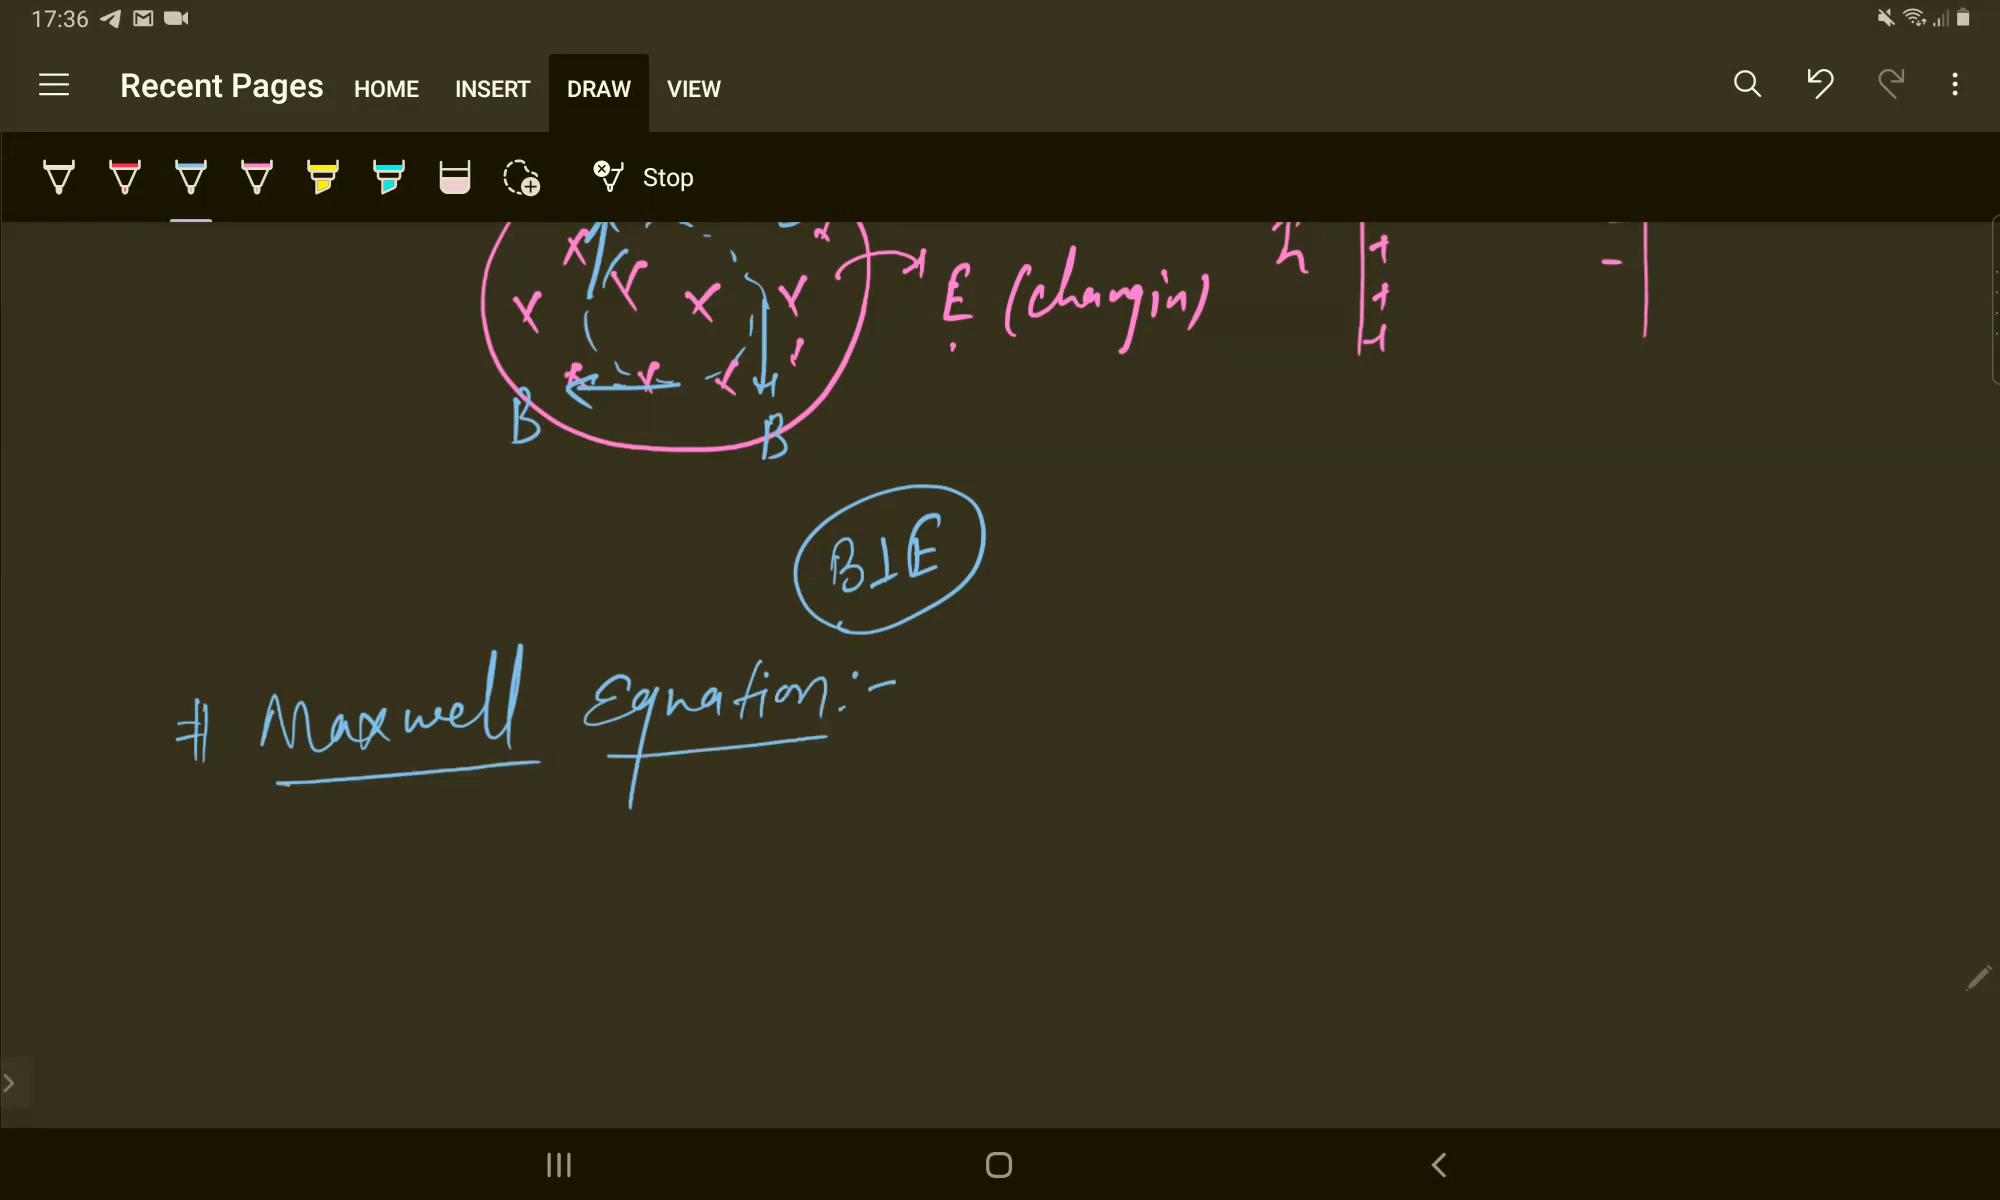 17:36
Recent Pages HOME INSERT DRAW VIEW
Stop
E (changin)
B
B
B⊥E
# Maxwell Equation:-